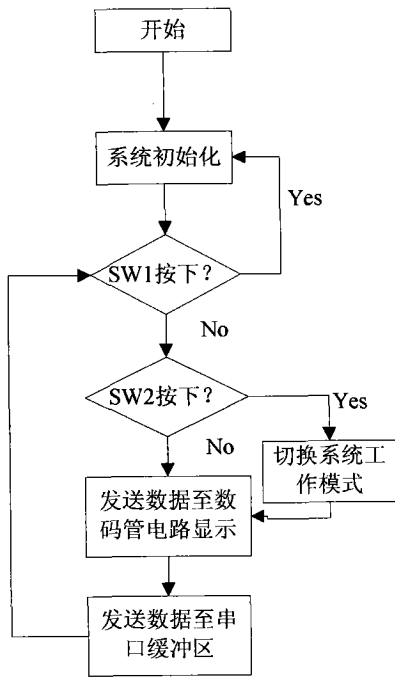 开始
系统初始化
Yes
SW1按下？
No
SW2按下？
Yes
No
切换系统工
作模式
发送数据至数
码管电路显示
发送数据至串
口缓冲区